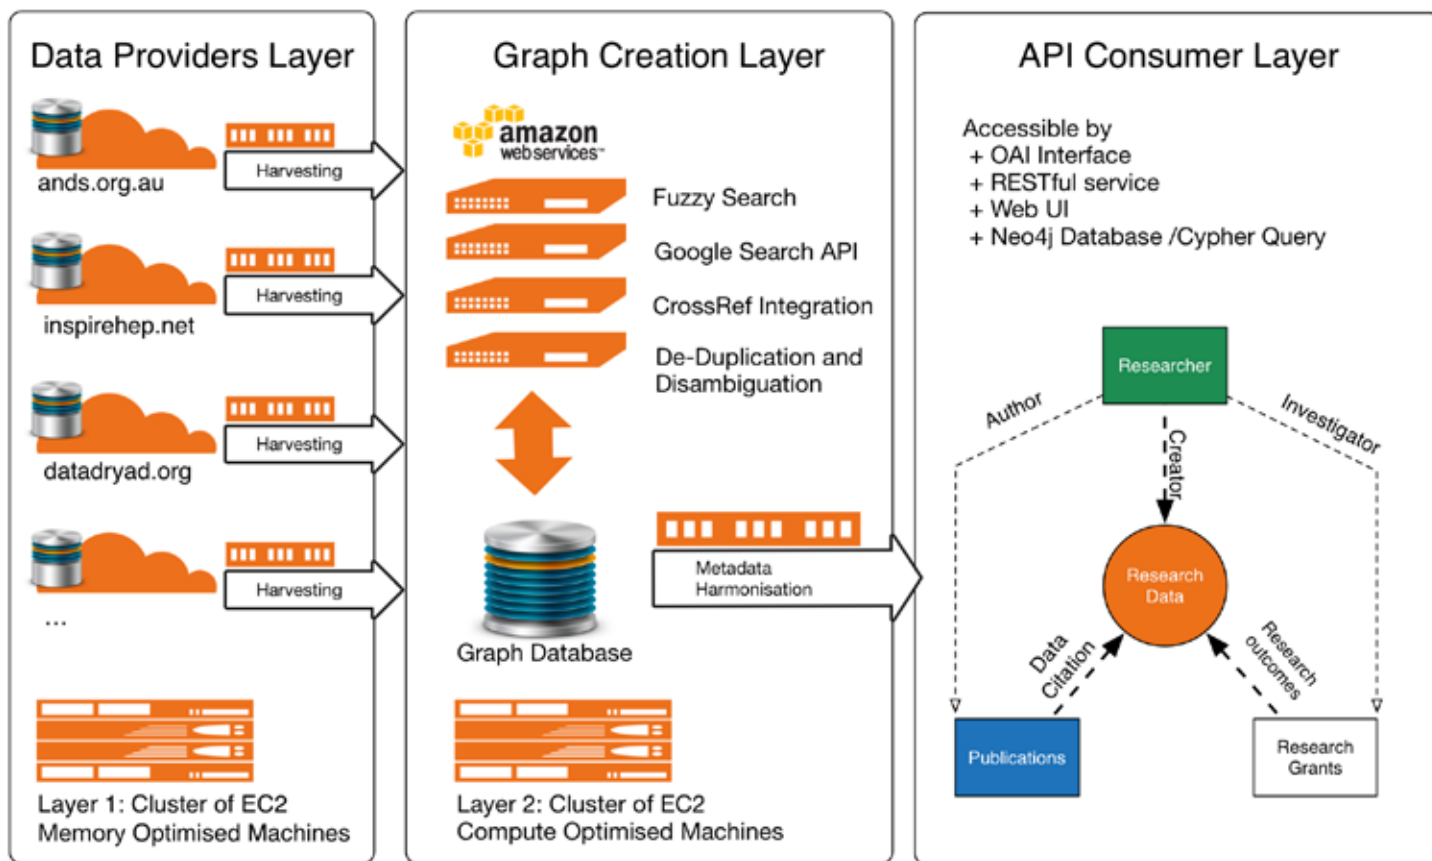 Data Providers Layer
ands.org.au
Harvesting
inspirehep.net
Harvesting
datadryad.org
Harvesting
...
Harvesting
Layer 1: Cluster of EC2
Memory Optimised Machines
Graph Creation Layer
amazon
webservices™
Fuzzy Search
Google Search API
CrossRef Integration
De-Duplication and
Disambiguation
Graph Database
Metadata
Harmonisation
Layer 2: Cluster of EC2
Compute Optimised Machines
API Consumer Layer
Accessible by
+ OAI Interface
+ RESTful service
+ Web UI
+ Neo4j Database /Cypher Query
Researcher
Author
Creator
Investigator
Research
Data
Data
Citation
Research
outcomes
Publications
Research
Grants